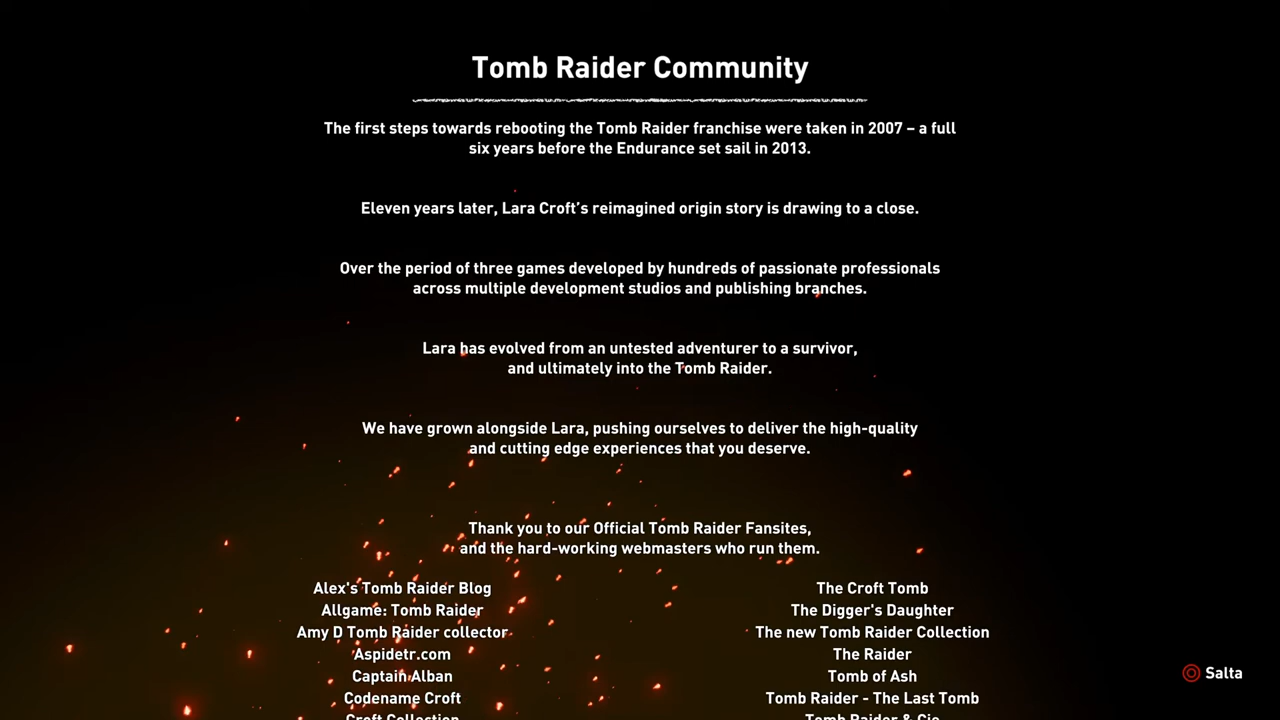 Tomb Raider Community
The first steps towards rebooting the Tomb Raider franchise were taken in 2007 – a full
six years before the Endurance set sail in 2013.
Eleven years later, Lara Croft's reimagined origin story is drawing to a close.
Over the period of three games developed by hundreds of passionate professionals
across multiple development studios and publishing branches.
Lara has evolved from an untested adventurer to a survivor,
and ultimately into the Tomb Raider.
We have grown alongside Lara, pushing ourselves to deliver the high-quality
and cutting edge experiences that you deserve.
Thank you to our Official Tomb Raider Fansites,
and the hard-working webmasters who run them.
Alex's Tomb Raider Blog
Allgame: Tomb Raider
Amy D Tomb Raider collector
Aspidetr.com
Captain Alban
Codename Croft
Croft Collection
The Croft Tomb
The Digger's Daughter
The new Tomb Raider Collection
The Raider
Tomb of Ash
Tomb Raider - The Last Tomb
Tomb Raider & Cie
Salta